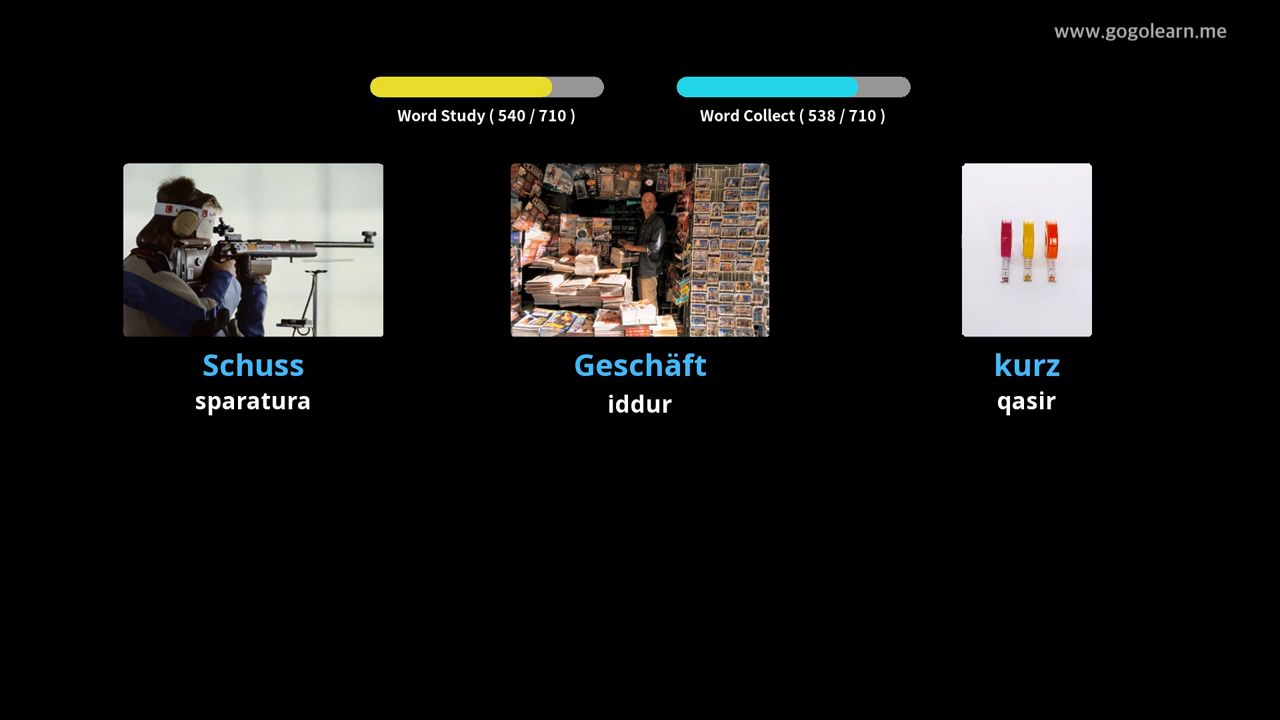 www.gogolearn.me
Word Study ( 540 / 710 )
Word Collect ( 538 / 710 )
Schuss
sparatura
Geschäft
iddur
kurz
qasir